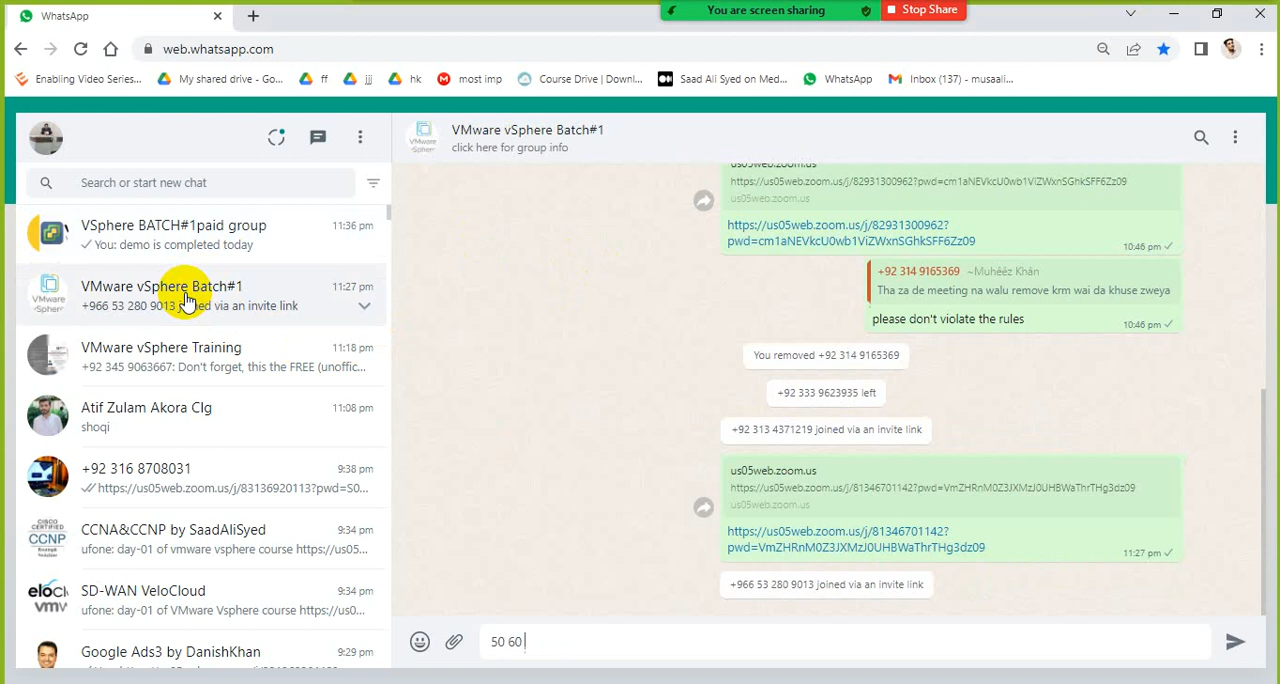 WhatsApp
You are screen sharing
Stop Share
web.whatsapp.com
Enabling Video Series...
My shared drive - Go...
ff
jjj
hk
most imp
Course Drive | Downl...
Saad Ali Syed on Med...
WhatsApp
Inbox (137) - musaali...
Search or start new chat
VSphere BATCH#1paid group
11:36 pm
You: demo is completed today
VMware vSphere Batch#1
11:27 pm
+966 53 280 9013 joined via an invite link
VMware vSphere Training
11:18 pm
+92 345 9063667: Don't forget, this the FREE (unoffic...
Atif Zulam Akora Clg
11:08 pm
shoqi
+92 316 8708031
9:38 pm
https://us05web.zoom.us/j/83136920113?pwd=S0...
CISCO
CERTIFIED
CCNP
CCNA&CCNP by SaadAliSyed
9:34 pm
ufone: day-01 of vmware vsphere course https://us05...
SD-WAN VeloCloud
9:34 pm
ufone: day-01 of VMware Vsphere course https://us0...
Google Ads3 by DanishKhan
9:29 pm
VMware vSphere Batch#1
click here for group info
us05web.zoom.us
https://us05web.zoom.us/j/82931300962?pwd=cm1aNEVkcU0wb1ViZWxnSGhkSFF6Zz09
us05web.zoom.us
https://us05web.zoom.us/j/82931300962?
pwd=cm1aNEVkcU0wb1ViZWxnSGhkSFF6Zz09
10:46 pm
+92 314 9165369 ~Muhééz Khán
Tha za de meeting na walu remove krm wai da khuse zweya
please don't violate the rules
10:46 pm
You removed +92 314 9165369
+92 333 9623935 left
+92 313 4371219 joined via an invite link
us05web.zoom.us
https://us05web.zoom.us/j/81346701142?pwd=VmZHRnM0Z3JXMzJ0UHBWaThrTHg3dz09
us05web.zoom.us
https://us05web.zoom.us/j/81346701142?
pwd=VmZHRnM0Z3JXMzJ0UHBWaThrTHg3dz09
11:27 pm
+966 53 280 9013 joined via an invite link
50 60